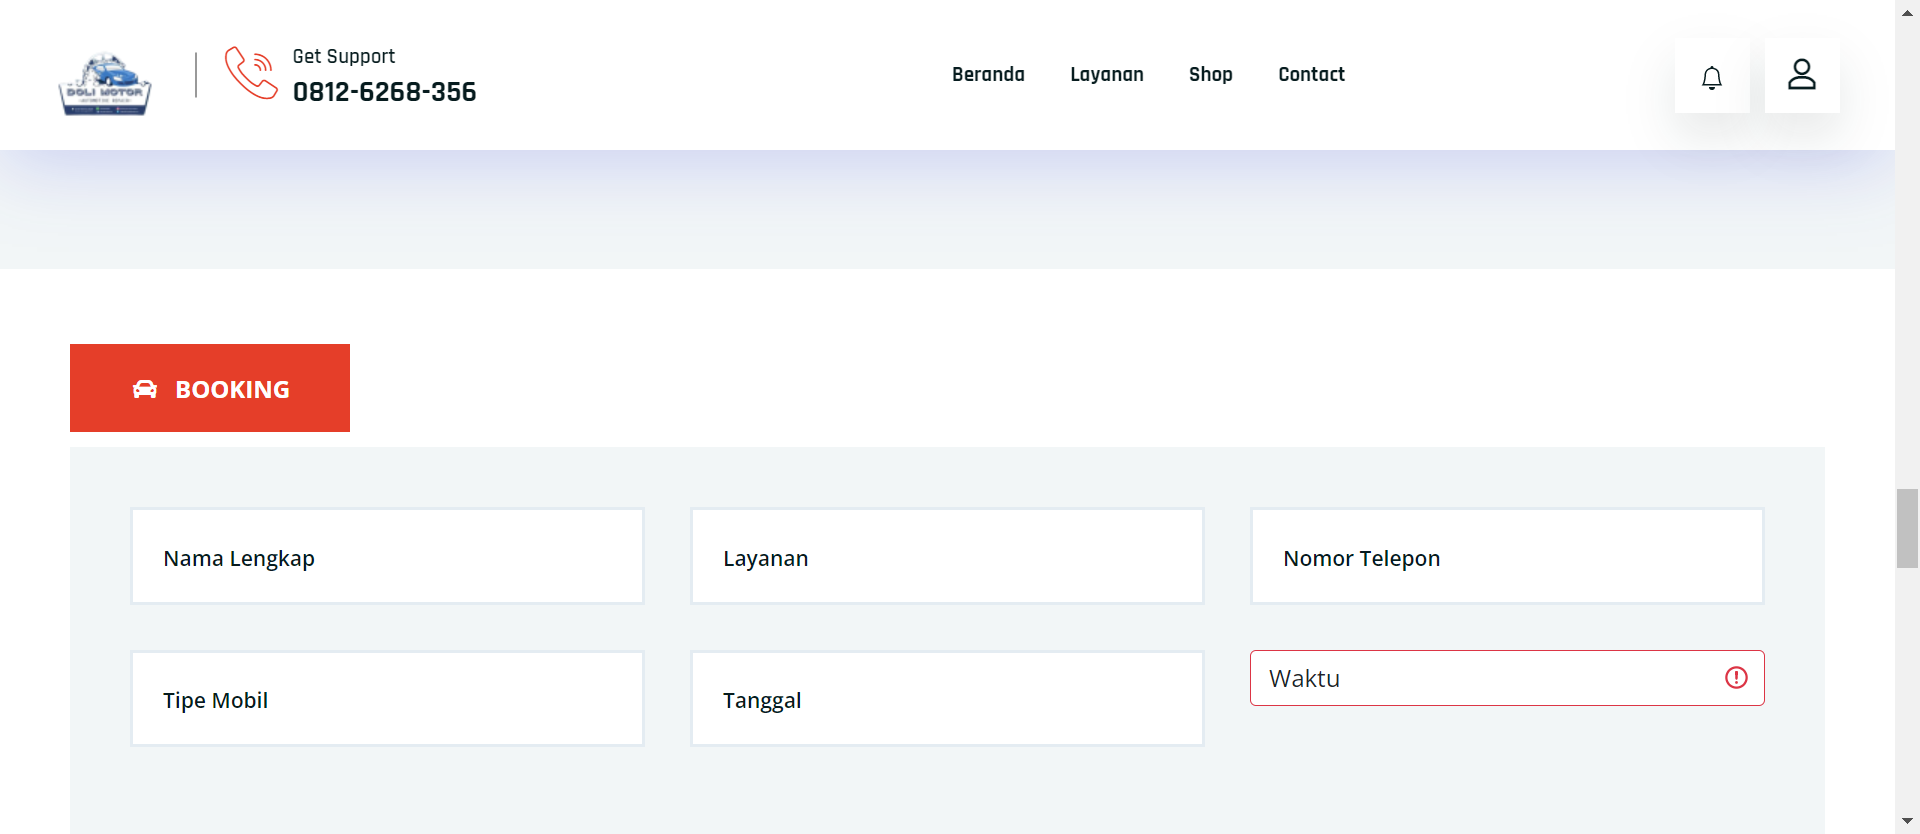 DOLI MOTOR
Get Support
0812-6268-356
Beranda
Layanan
Shop
Contact
BOOKING
Nama Lengkap
Layanan
Nomor Telepon
Tipe Mobil
Tanggal
Waktu